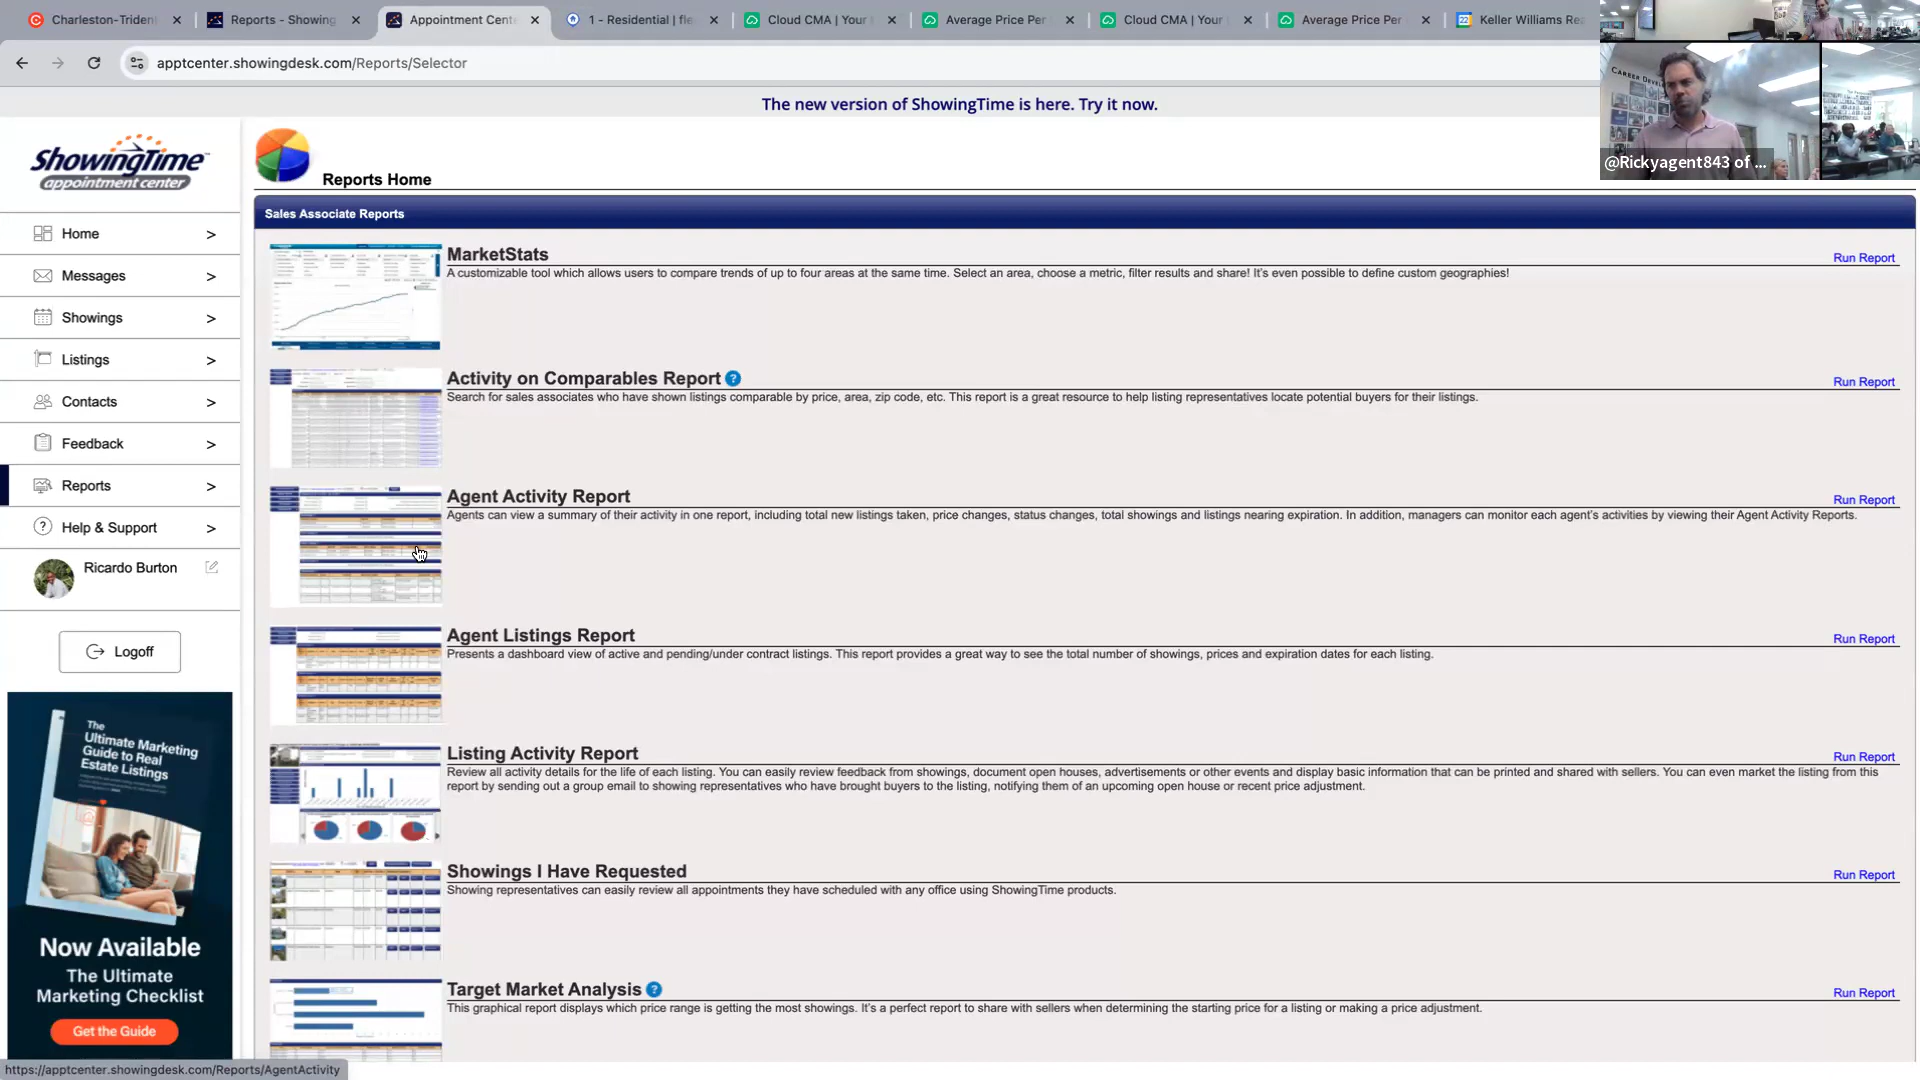 Charleston-Triden
Reports - Showing
Appointment Cent
1 - Residential | fle
Cloud CMA | Your
Average Price Per
Cloud CMA | Your
Average Price Per
Keller Williams Rea
apptcenter.showingdesk.com/Reports/Selector
The new version of ShowingTime is here. Try it now.
CAREER DEVEL
@Rickyagent843 of ...
ShowingTime
appointment center
Reports Home
Sales Associate Reports
Home >
Messages >
Showings >
Listings >
Contacts >
Feedback >
Reports >
Help & Support >
Ricardo Burton
Logoff
The
Ultimate Marketing
Guide to Real
Estate Listings
Now Available
The Ultimate
Marketing Checklist
Get the Guide
MarketStats
Run Report
A customizable tool which allows users to compare trends of up to four areas at the same time. Select an area, choose a metric, filter results and share! It's even possible to define custom geographies!
Activity on Comparables Report ?
Run Report
Search for sales associates who have shown listings comparable by price, area, zip code, etc. This report is a great resource to help listing representatives locate potential buyers for their listings.
Agent Activity Report
Run Report
Agents can view a summary of their activity in one report, including total new listings taken, price changes, status changes, total showings and listings nearing expiration. In addition, managers can monitor each agent's activities by viewing their Agent Activity Reports.
Agent Listings Report
Run Report
Presents a dashboard view of active and pending/under contract listings. This report provides a great way to see the total number of showings, prices and expiration dates for each listing.
Listing Activity Report
Run Report
Review all activity details for the life of each listing. You can easily review feedback from showings, document open houses, advertisements or other events and display basic information that can be printed and shared with sellers. You can even market the listing from this
report by sending out a group email to showing representatives who have brought buyers to the listing, notifying them of an upcoming open house or recent price adjustment.
Showings I Have Requested
Run Report
Showing representatives can easily review all appointments they have scheduled with any office using ShowingTime products.
Target Market Analysis ?
Run Report
This graphical report displays which price range is getting the most showings. It's a perfect report to share with sellers when determining the starting price for a listing or making a price adjustment.
https://apptcenter.showingdesk.com/Reports/AgentActivity